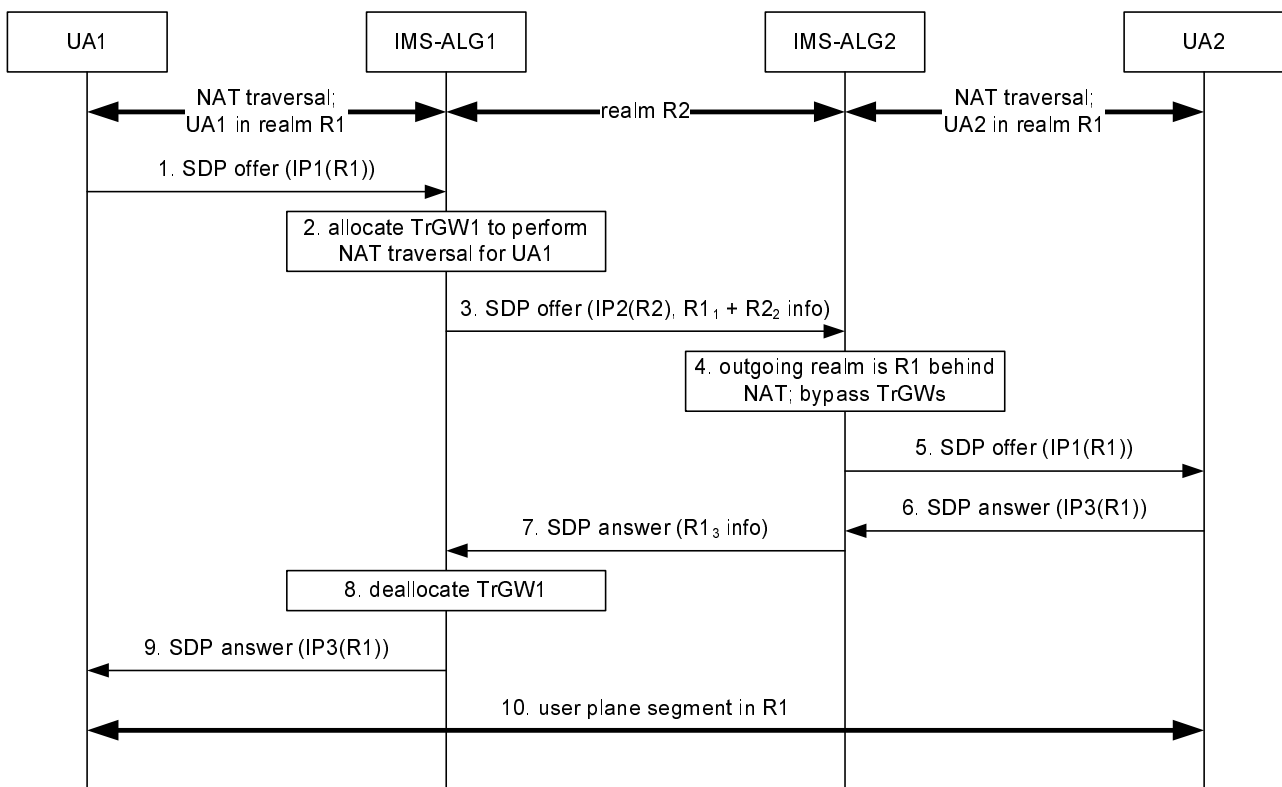 UA1
IMS-ALG1
IMS-ALG2
UA2
NAT traversal;
UA1 in realm R1
realm R2
NAT traversal;
UA2 in realm R1
1. SDP offer (IP1(R1))
2. allocate TrGW1 to perform
NAT traversal for UA1
3. SDP offer (IP2(R2), R1₁ + R2₂ info)
4. outgoing realm is R1 behind
NAT; bypass TrGWs
5. SDP offer (IP1(R1))
6. SDP answer (IP3(R1))
7. SDP answer (R1₃ info)
8. deallocate TrGW1
9. SDP answer (IP3(R1))
10. user plane segment in R1